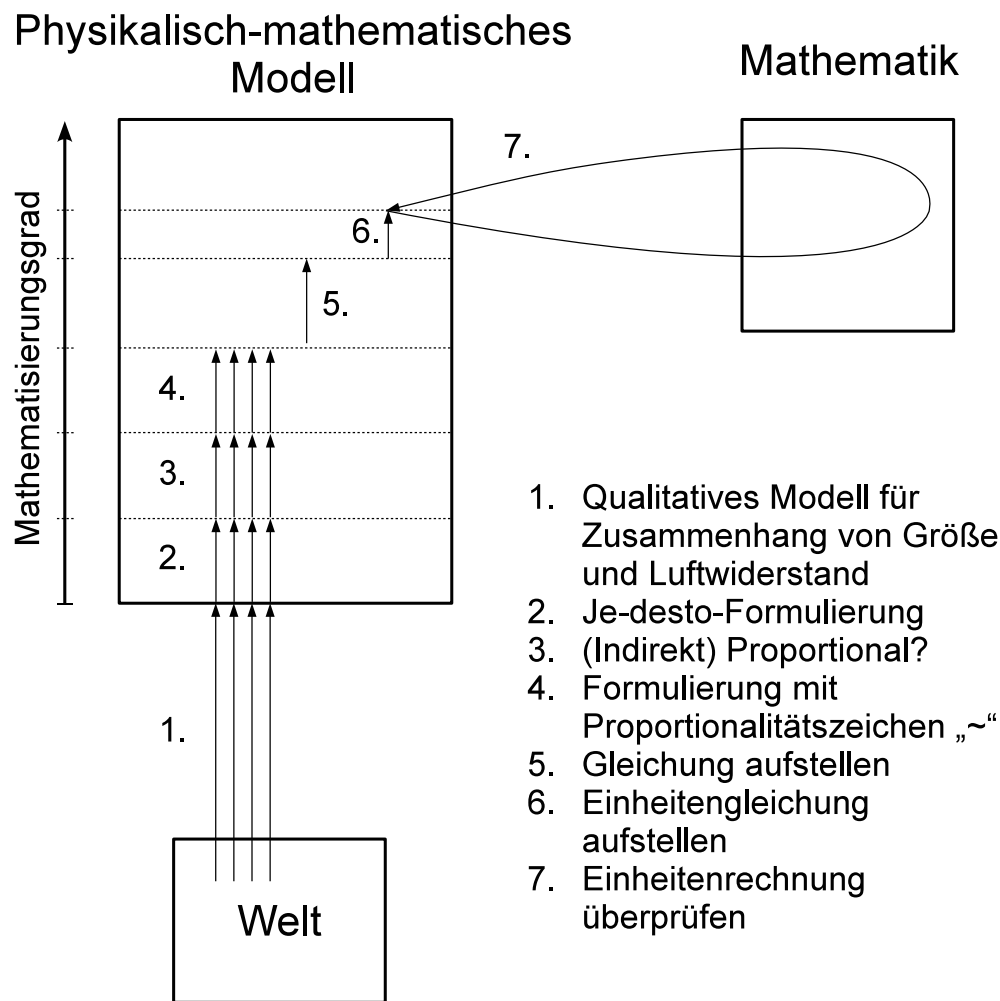 Physikalisch-mathematisches
Modell
Mathematik
Mathematisierungsgrad
7.
6.
5.
4.
3.
2.
1.
Welt
1. Qualitatives Modell für
Zusammenhang von Größe
und Luftwiderstand
2. Je-desto-Formulierung
3. (Indirekt) Proportional?
4. Formulierung mit
Proportionalitätszeichen „~“
5. Gleichung aufstellen
6. Einheitengleichung
aufstellen
7. Einheitenrechnung
überprüfen